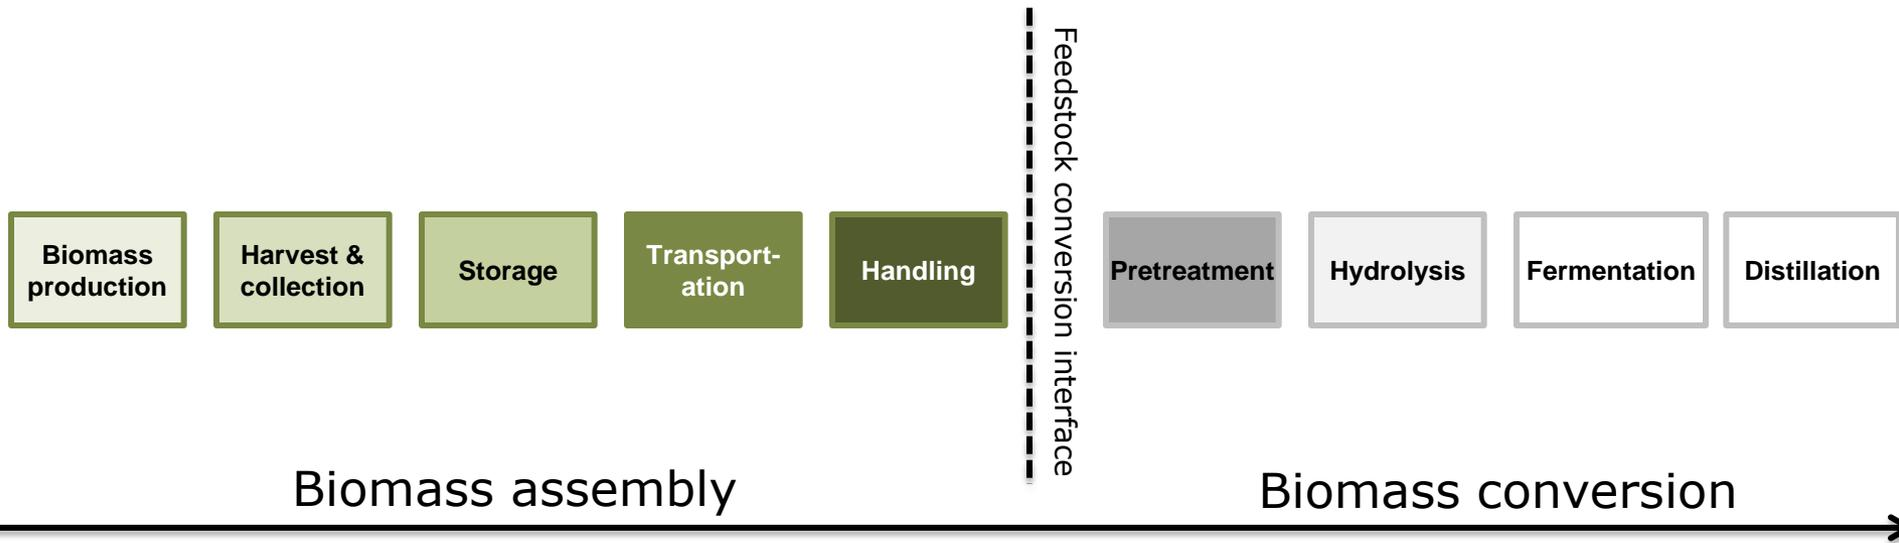 Biomass
production
Harvest &
collection
Storage
Transport-
ation
Handling
Feedstock conversion interface
Pretreatment
Hydrolysis
Fermentation
Distillation
Biomass assembly
Biomass conversion